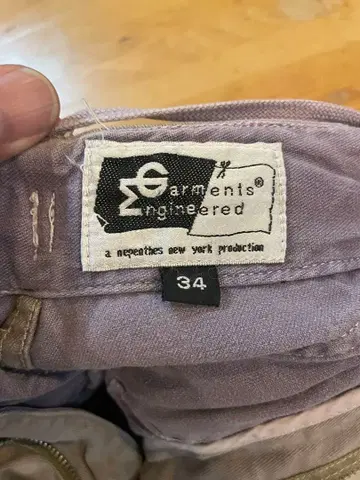 Garments®
Engineered
a nepenthes new york production
34